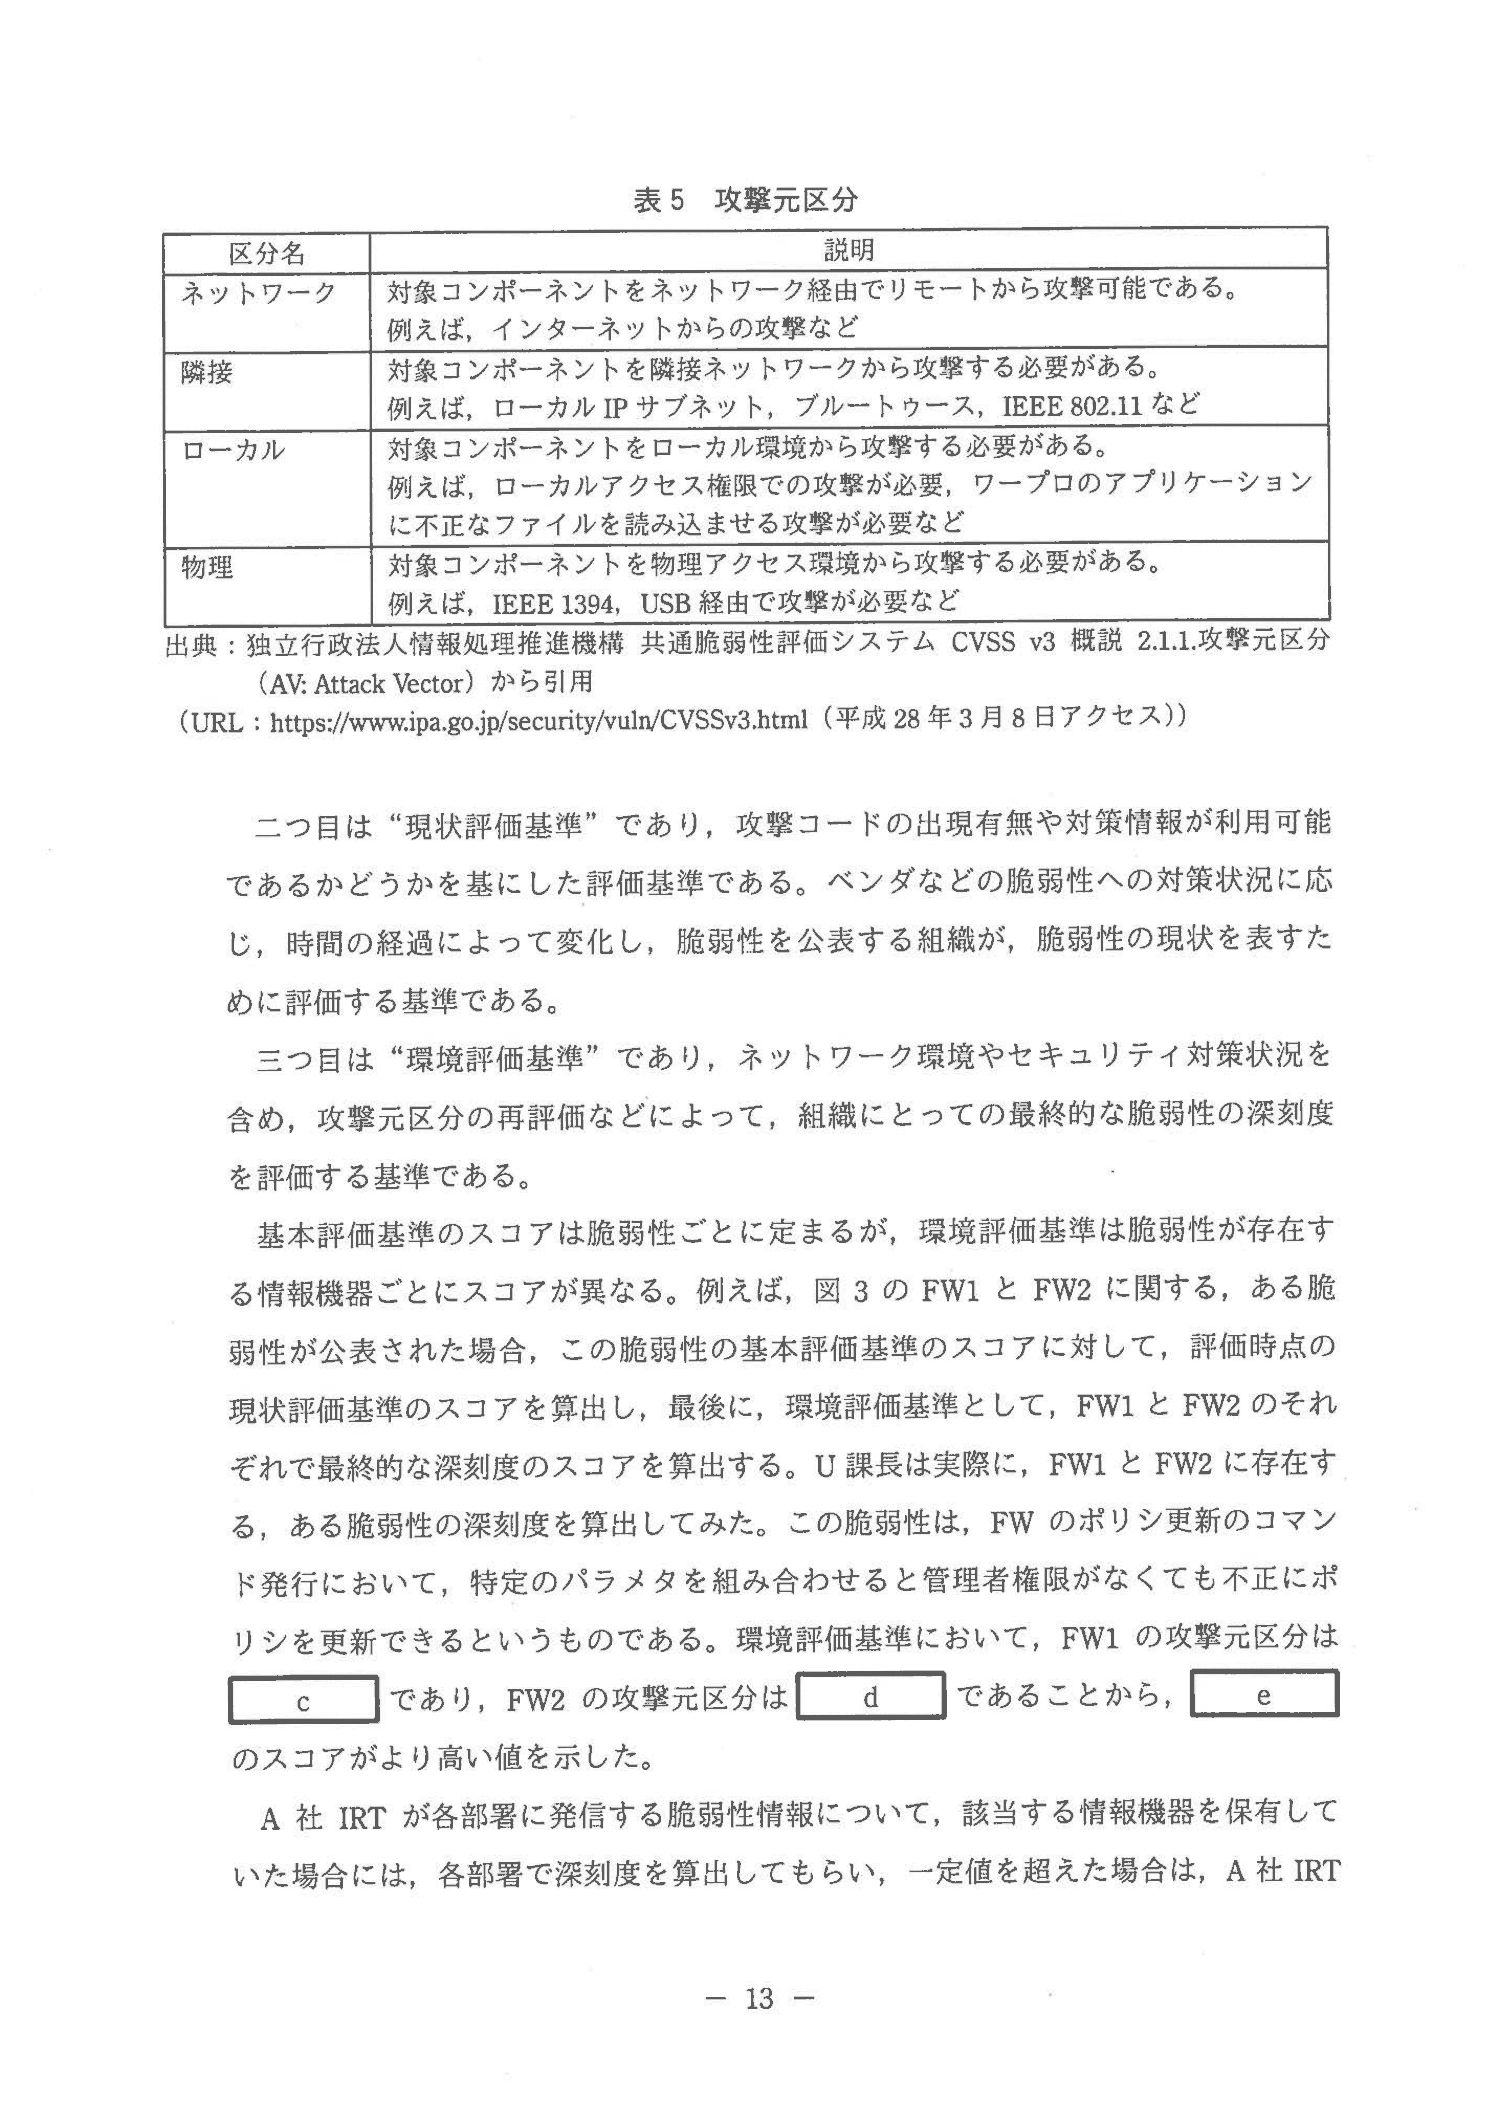 表 5　攻撃元区分
区分名　説明
ネットワーク　対象コンポーネントをネットワーク経由でリモートから攻撃可能である。
例えば，インターネットからの攻撃など
隣接　対象コンポーネントを隣接ネットワークから攻撃する必要がある。
例えば，ローカル IP サブネット，ブルートゥース，IEEE 802.11 など
ローカル　対象コンポーネントをローカル環境から攻撃する必要がある。
例えば，ローカルアクセス権限での攻撃が必要，ワープロのアプリケーション
に不正なファイルを読み込ませる攻撃が必要など
物理　対象コンポーネントを物理アクセス環境から攻撃する必要がある。
例えば，IEEE 1394，USB 経由で攻撃が必要など
出典：独立行政法人情報処理推進機構 共通脆弱性評価システム CVSS v3 概説 2.1.1.攻撃元区分
（AV: Attack Vector）から引用
（URL：https://www.ipa.go.jp/security/vuln/CVSSv3.html（平成 28 年 3 月 8 日アクセス））
二つ目は“現状評価基準”であり，攻撃コードの出現有無や対策情報が利用可能
であるかどうかを基にした評価基準である。ベンダなどの脆弱性への対策状況に応
じ，時間の経過によって変化し，脆弱性を公表する組織が，脆弱性の現状を表すた
めに評価する基準である。
三つ目は“環境評価基準”であり，ネットワーク環境やセキュリティ対策状況を
含め，攻撃元区分の再評価などによって，組織にとっての最終的な脆弱性の深刻度
を評価する基準である。
基本評価基準のスコアは脆弱性ごとに定まるが，環境評価基準は脆弱性が存在す
る情報機器ごとにスコアが異なる。例えば，図 3 の FW1 と FW2 に関する，ある脆
弱性が公表された場合，この脆弱性の基本評価基準のスコアに対して，評価時点の
現状評価基準のスコアを算出し，最後に，環境評価基準として，FW1 と FW2 のそれ
ぞれで最終的な深刻度のスコアを算出する。U 課長は実際に，FW1 と FW2 に存在す
る，ある脆弱性の深刻度を算出してみた。この脆弱性は，FW のポリシ更新のコマン
ド発行において，特定のパラメタを組み合わせると管理者権限がなくても不正にポ
リシを更新できるというものである。環境評価基準において，FW1 の攻撃元区分は
c であり，FW2 の攻撃元区分は d であることから， e
のスコアがより高い値を示した。
A 社 IRT が各部署に発信する脆弱性情報について，該当する情報機器を保有して
いた場合には，各部署で深刻度を算出してもらい，一定値を超えた場合は，A 社 IRT
－ 13 －